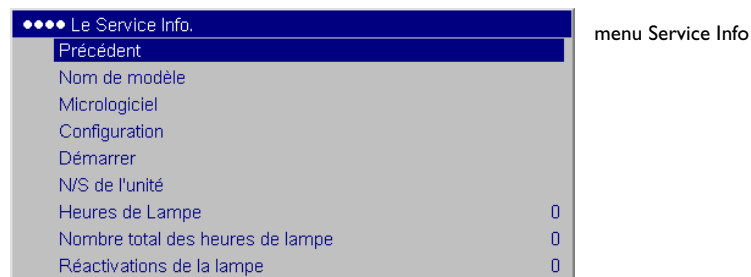 ●●●● Le Service Info.
menu Service Info
Précédent
Nom de modèle
Micrologiciel
Configuration
Démarrer
N/S de l'unité
Heures de Lampe 0
Nombre total des heures de lampe 0
Réactivations de la lampe 0